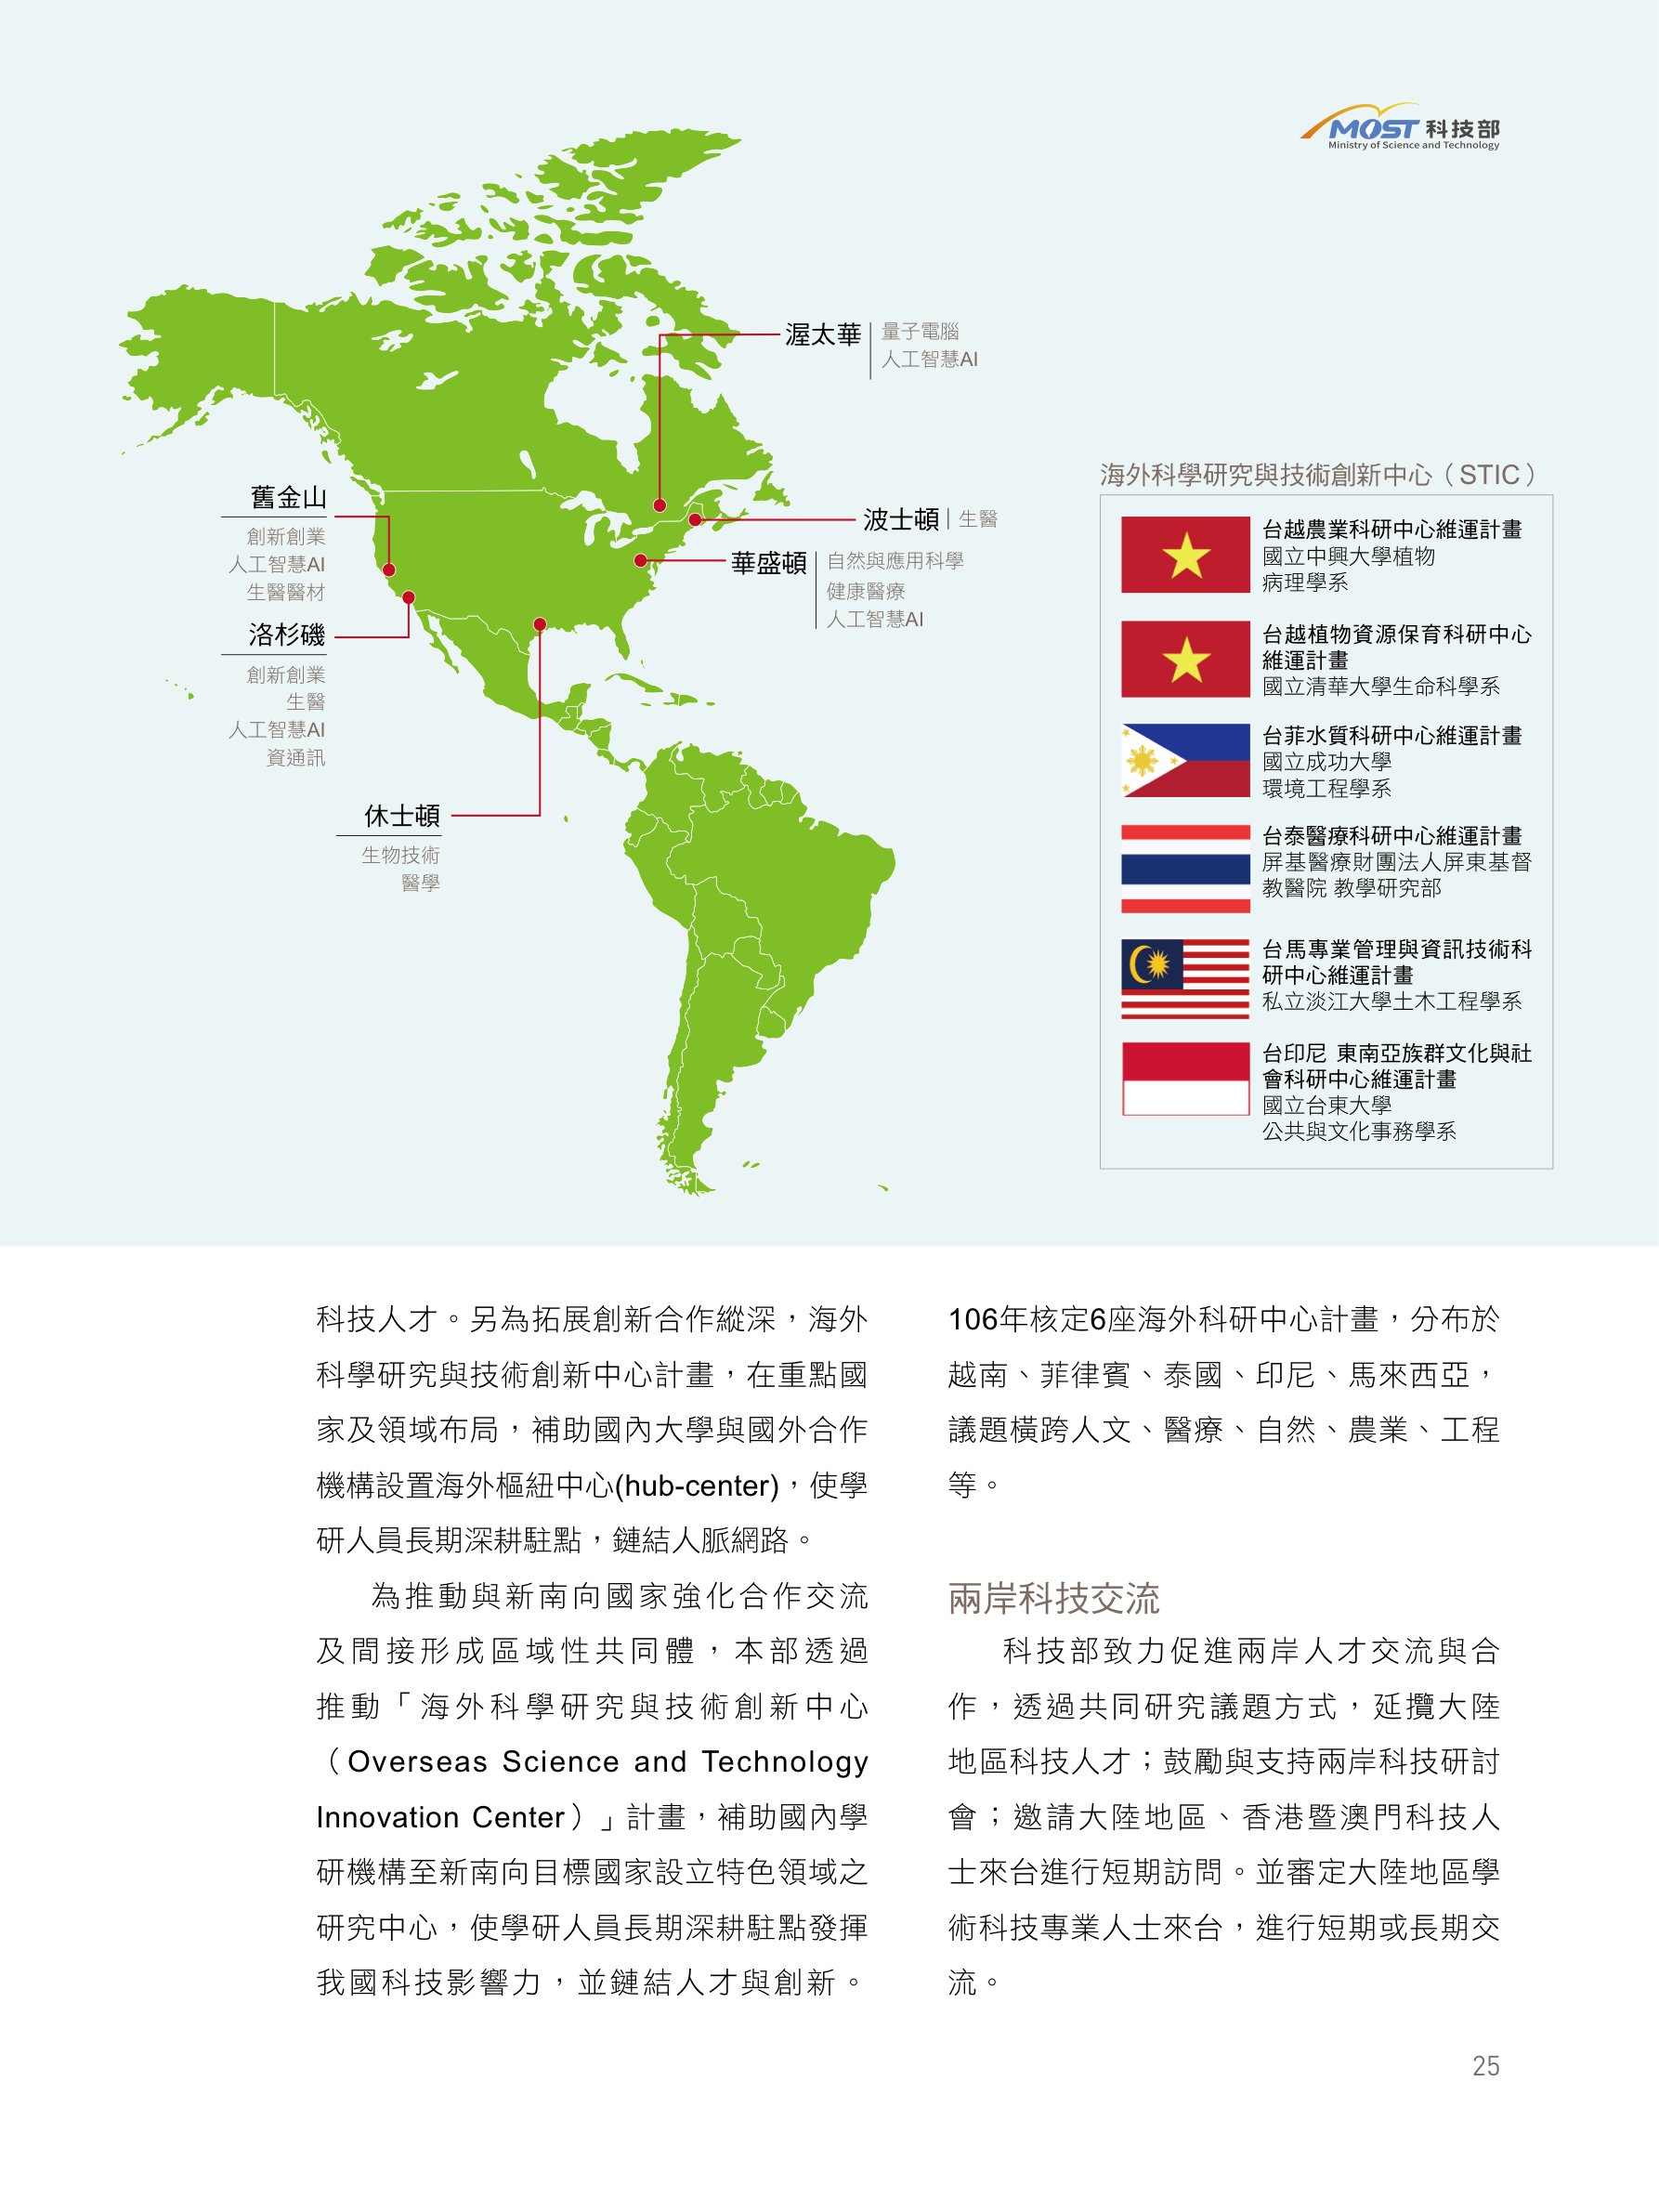 MOST 科技部
Ministry of Science and Technology
渥太華
量子電腦
人工智慧AI
舊金山
創新創業
人工智慧AI
生醫醫材
波士頓
生醫
華盛頓
自然與應用科學
健康醫療
人工智慧AI
洛杉磯
創新創業
生醫
人工智慧AI
資通訊
休士頓
生物技術
醫學
海外科學研究與技術創新中心（STIC）
台越農業科研中心維運計畫
國立中興大學植物
病理學系
台越植物資源保育科研中心
維運計畫
國立清華大學生命科學系
台菲水質科研中心維運計畫
國立成功大學
環境工程學系
台泰醫療科研中心維運計畫
屏基醫療財團法人屏東基督
教醫院 教學研究部
台馬專業管理與資訊技術科
研中心維運計畫
私立淡江大學土木工程學系
台印尼 東南亞族群文化與社
會科研中心維運計畫
國立台東大學
公共與文化事務學系
科技人才。另為拓展創新合作縱深，海外
科學研究與技術創新中心計畫，在重點國
家及領域布局，補助國內大學與國外合作
機構設置海外樞紐中心(hub-center)，使學
研人員長期深耕駐點，鏈結人脈網路。
為推動與新南向國家強化合作交流
及間接形成區域性共同體，本部透過
推動「海外科學研究與技術創新中心
（Overseas Science and Technology
Innovation Center）」計畫，補助國內學
研機構至新南向目標國家設立特色領域之
研究中心，使學研人員長期深耕駐點發揮
我國科技影響力，並鏈結人才與創新。
106年核定6座海外科研中心計畫，分布於
越南、菲律賓、泰國、印尼、馬來西亞，
議題橫跨人文、醫療、自然、農業、工程
等。
兩岸科技交流
科技部致力促進兩岸人才交流與合
作，透過共同研究議題方式，延攬大陸
地區科技人才；鼓勵與支持兩岸科技研討
會；邀請大陸地區、香港暨澳門科技人
士來台進行短期訪問。並審定大陸地區學
術科技專業人士來台，進行短期或長期交
流。
25